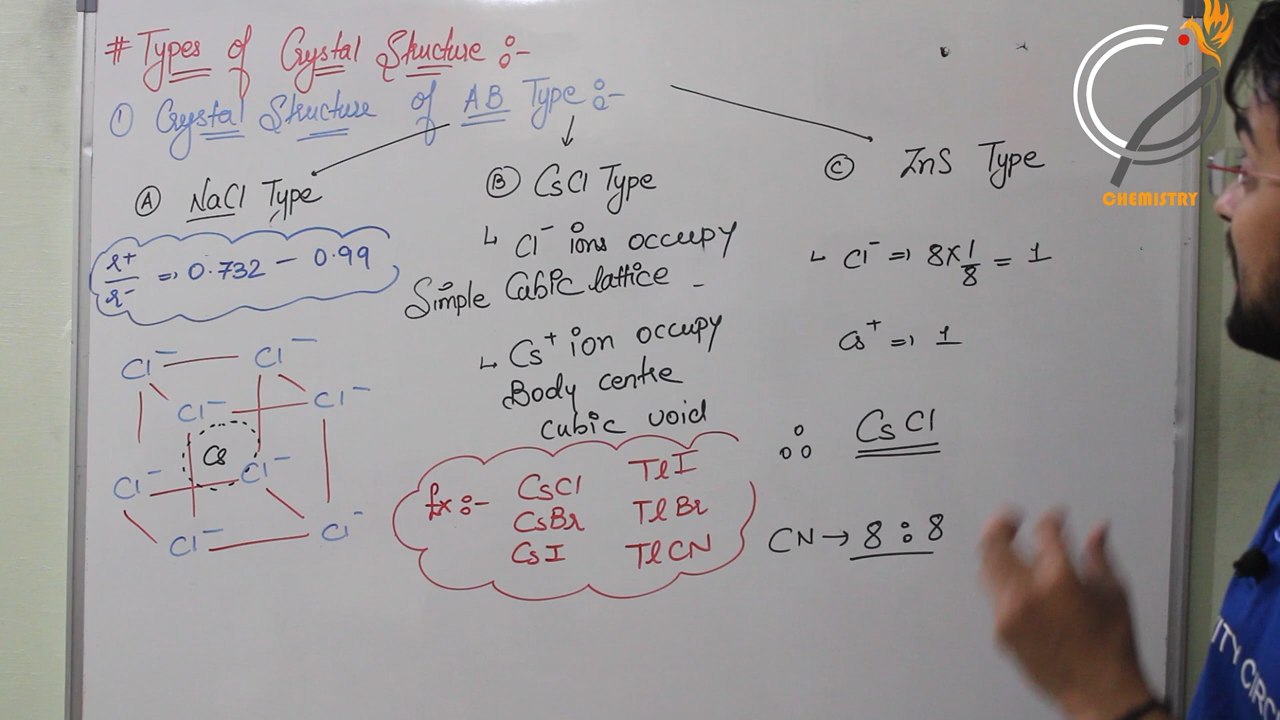 # Types of Crystal Structure :-
① Crystal Structure of AB Type :-
Ⓐ NaCl Type
Ⓑ CsCl Type
Ⓒ ZnS Type
r+/r- => 0.732 - 0.99
Cl⁻ Cl⁻
Cl⁻ Cl⁻
Cs
Cl⁻ Cl⁻
Cl⁻ Cl⁻
↳ Cl⁻ ions occupy
Simple Cubic lattice -
↳ Cs⁺ ion occupy
Body centre
cubic void
Ex :- CsCl TlI
CsBr TlBr
CsI TlCN
↳ Cl⁻ => 8×1/8 = 1
Cs⁺ => 1
∴ CsCl
CN → 8 : 8
CHEMISTRY
ITY CIRC